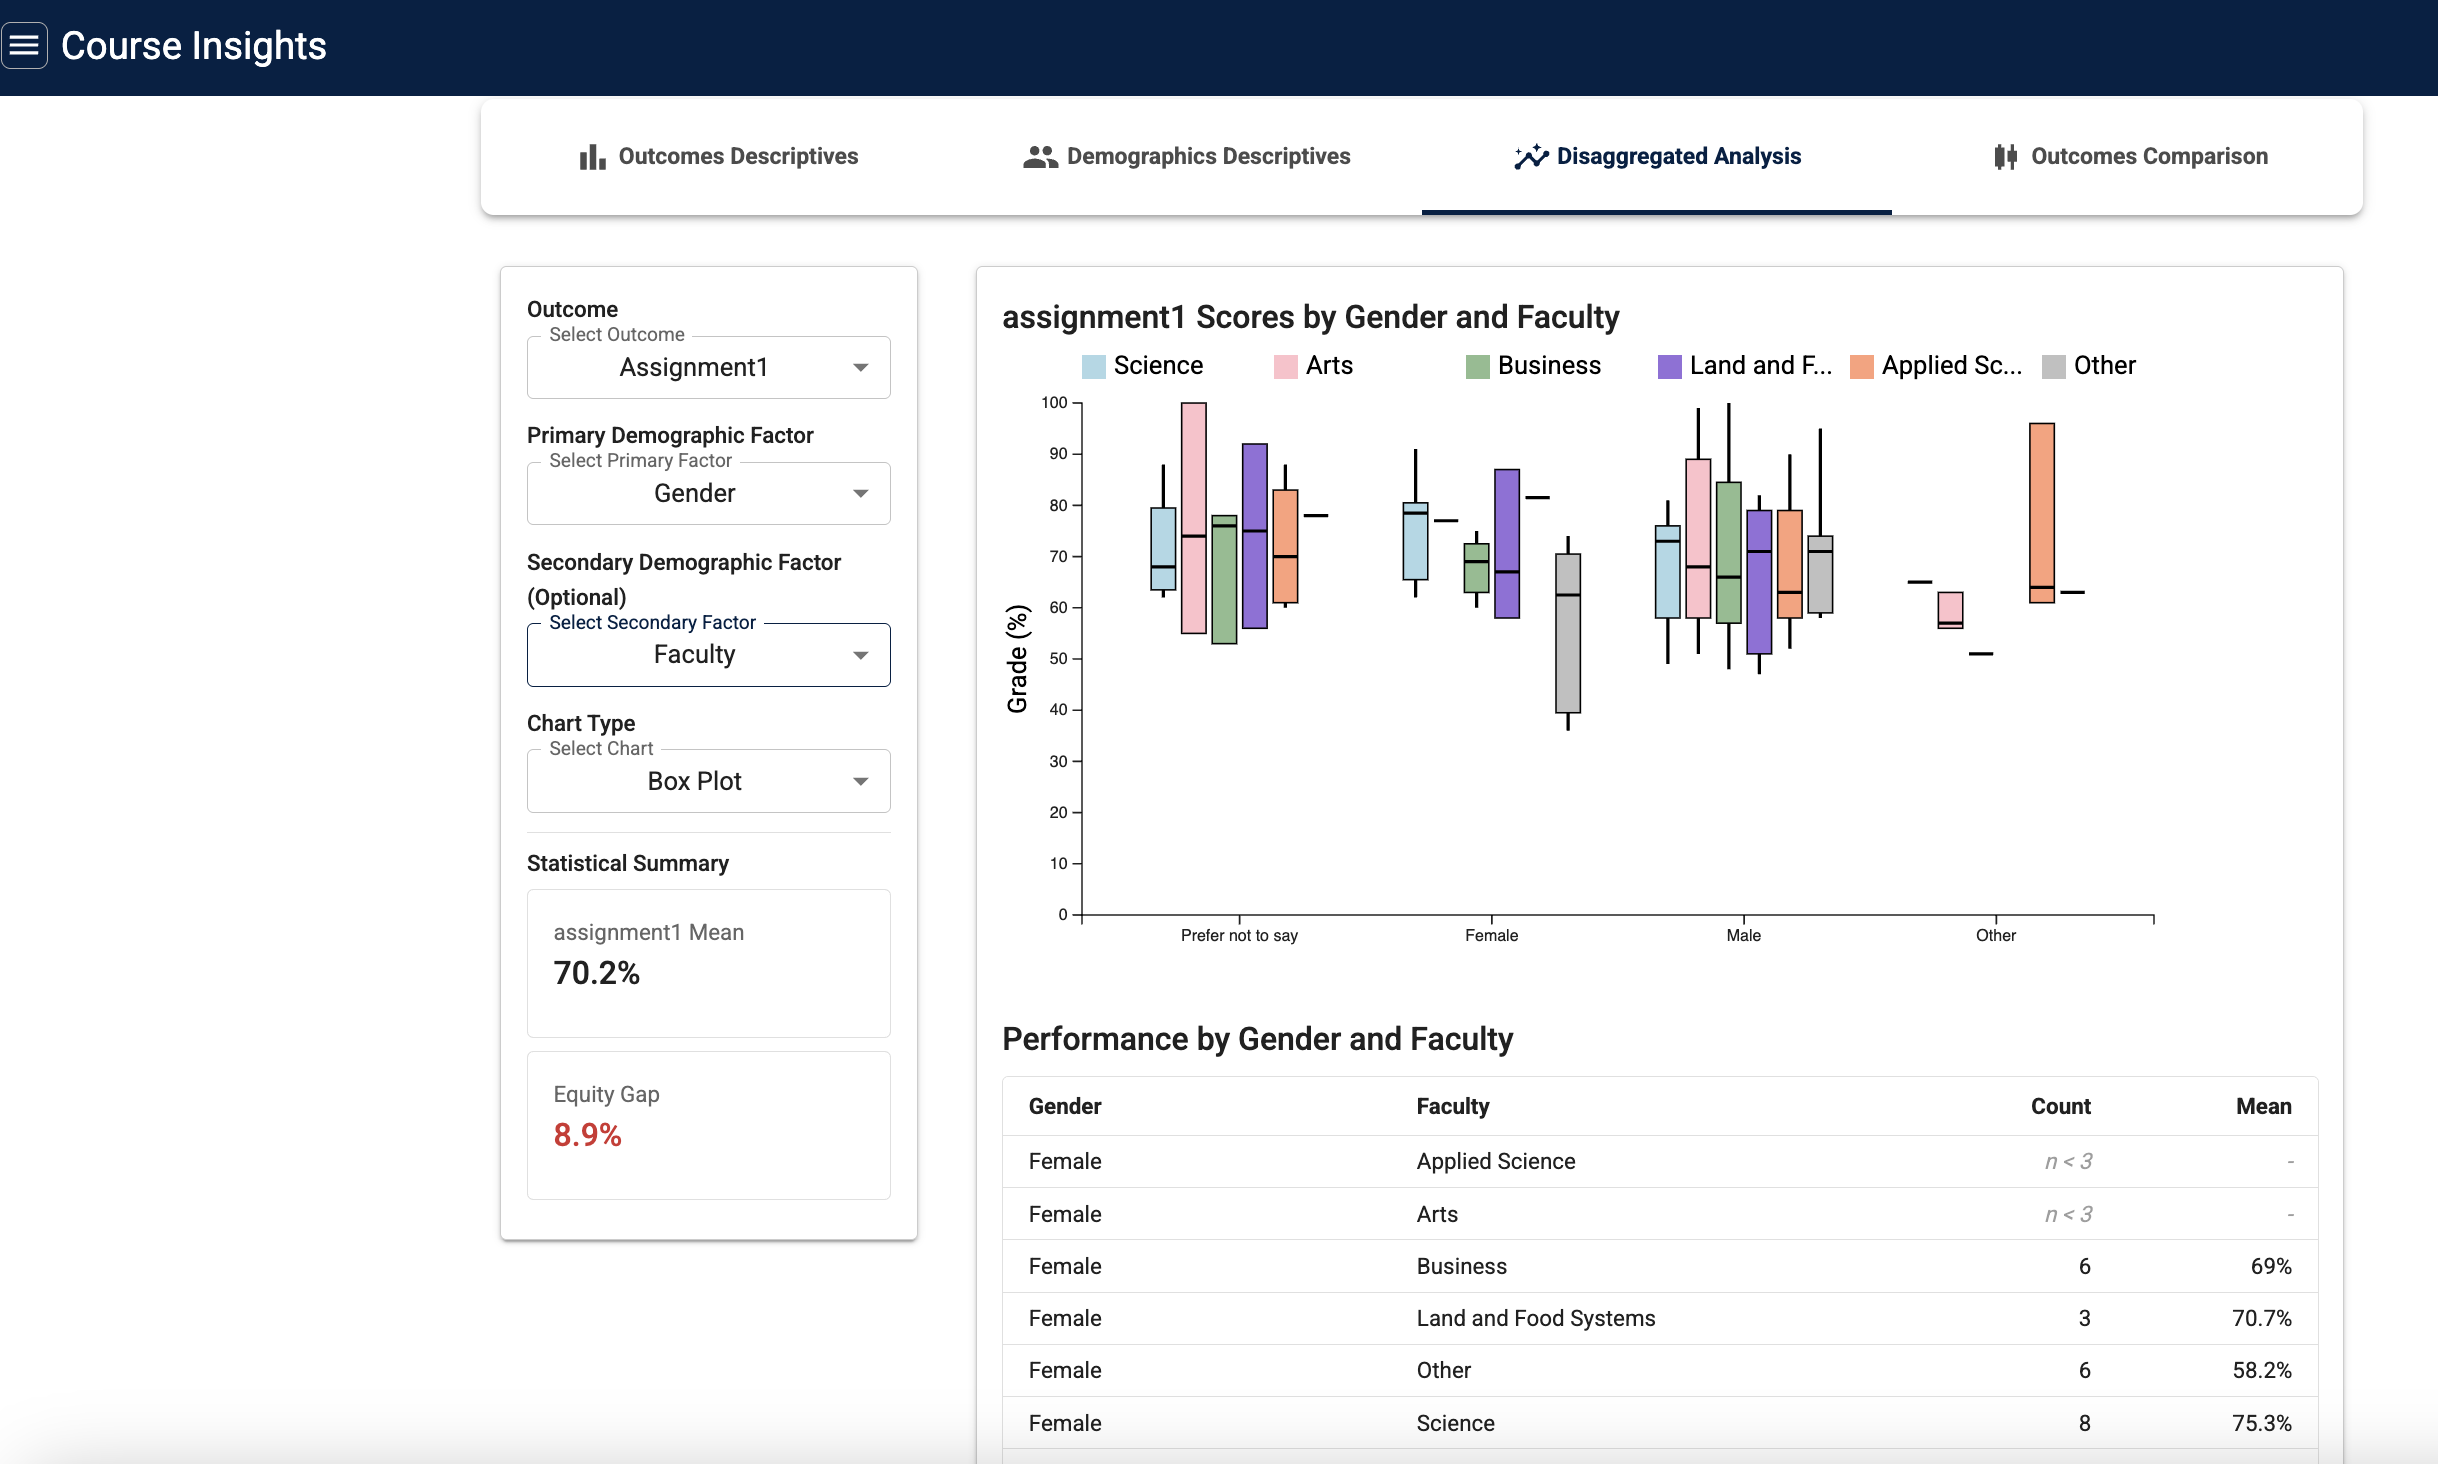 Course Insights
Outcomes Descriptives
Demographics Descriptives
Disaggregated Analysis
Outcomes Comparison
Outcome
Select Outcome
Assignment1
Primary Demographic Factor
Select Primary Factor
Gender
Secondary Demographic Factor
(Optional)
Select Secondary Factor
Faculty
Chart Type
Select Chart
Box Plot
Statistical Summary
assignment1 Mean
70.2%
Equity Gap
8.9%
assignment1 Scores by Gender and Faculty
Science Arts Business Land and F... Applied Sc... Other
100
90
80
70
60
50
40
30
20
10
0
Grade (%)
Prefer not to say Female Male Other
Performance by Gender and Faculty
Gender Faculty Count Mean
Female Applied Science n < 3 -
Female Arts n < 3 -
Female Business 6 69%
Female Land and Food Systems 3 70.7%
Female Other 6 58.2%
Female Science 8 75.3%